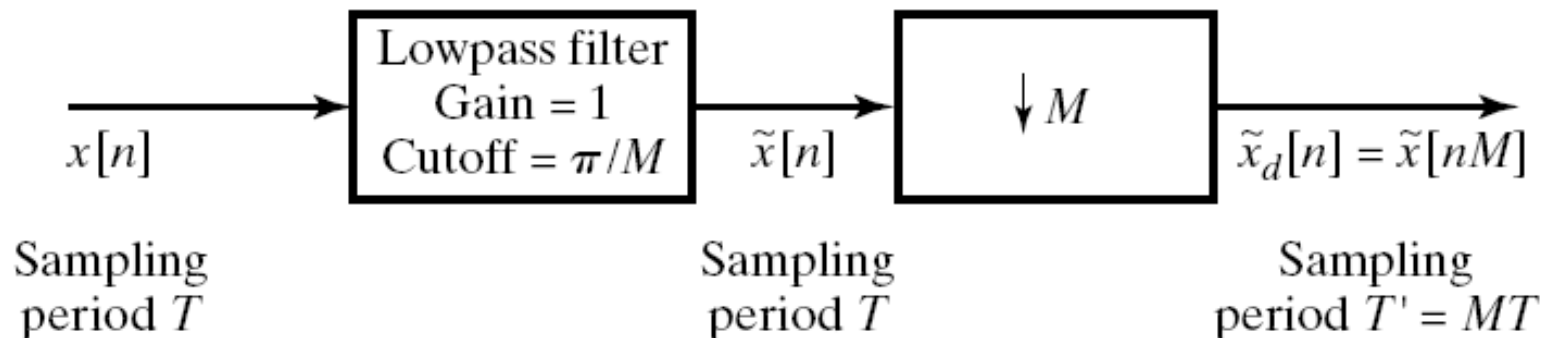 Lowpass filter
Gain = 1
Cutoff = π/M
↓ M
x[n]
x̃[n]
x̃_d[n] = x̃[nM]
Sampling
period T
Sampling
period T
Sampling
period T' = MT